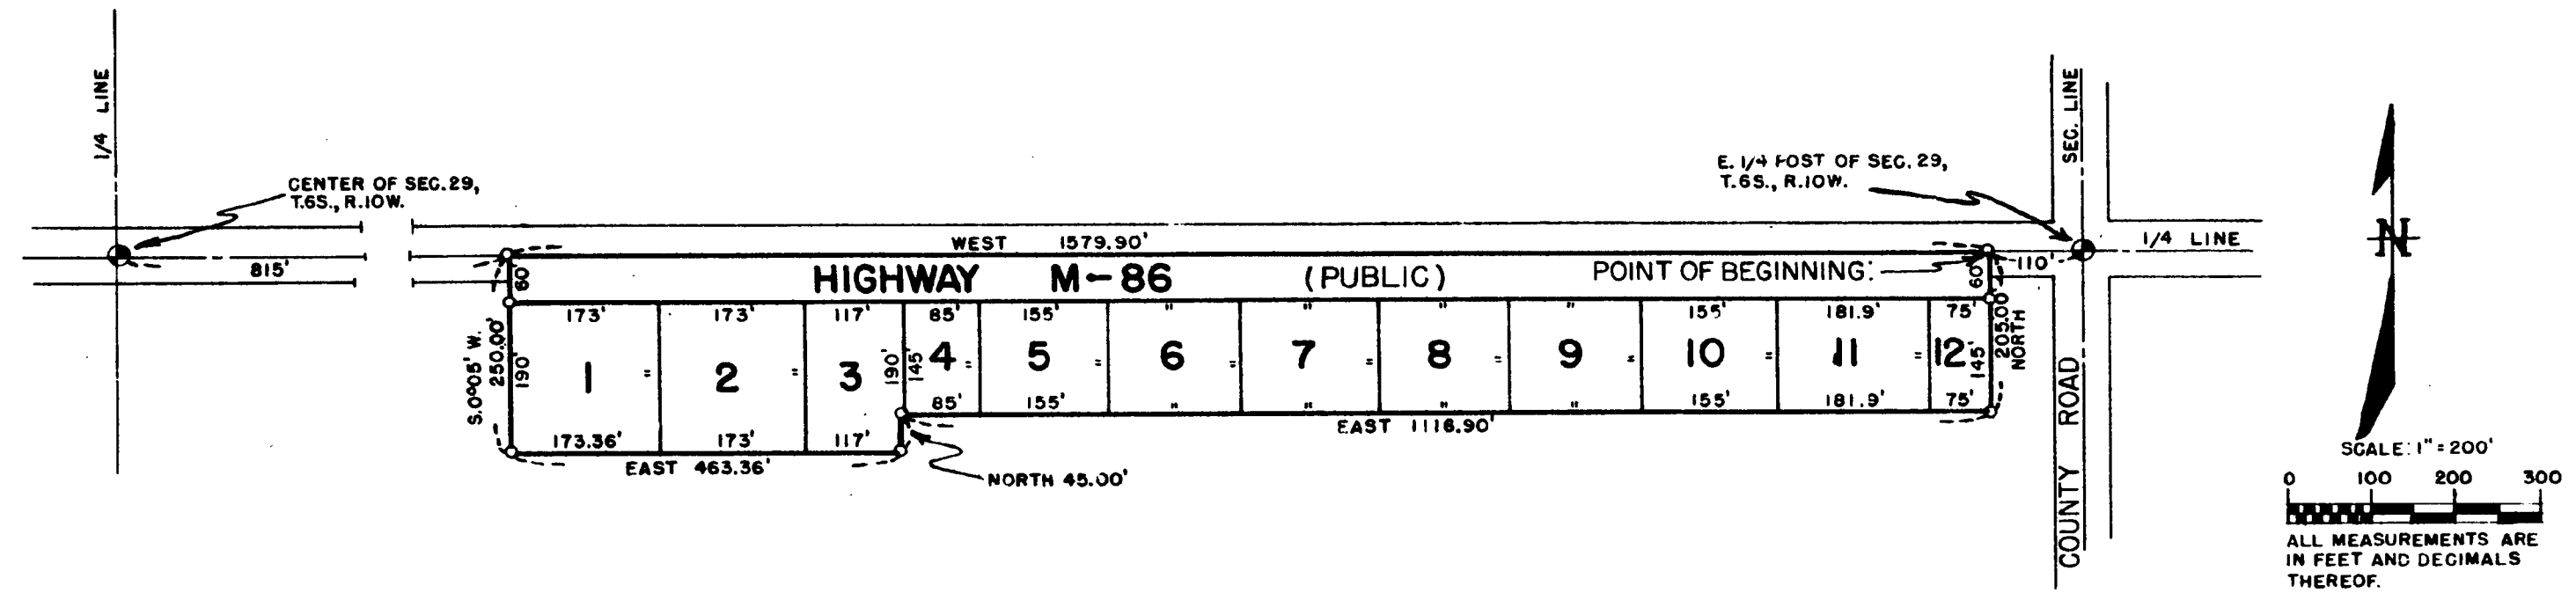 1/4 LINE
CENTER OF SEC. 29,
T.6S., R.10W.
815'
WEST 1579.90'
E. 1/4 POST OF SEC. 29,
T.6S., R.10W.
SEC. LINE
1/4 LINE
110'
60'
HIGHWAY M-86 (PUBLIC)
POINT OF BEGINNING:
60'
173' 173' 117' 85' 155' " " " " 155' 181.9' 75'
S.0°05' W.
250.00'
190'
1 = 2 = 3
190'
145'
4 = 5 = 6 = 7 = 8 = 9 = 10 = 11 = 12
145'
205.00
NORTH
85' 155' " " " " 155' 181.9' 75'
EAST 1116.90'
173.36' 173' 117'
EAST 463.36'
NORTH 45.00'
COUNTY ROAD
N
SCALE: 1" = 200'
0 100 200 300
ALL MEASUREMENTS ARE
IN FEET AND DECIMALS
THEREOF.